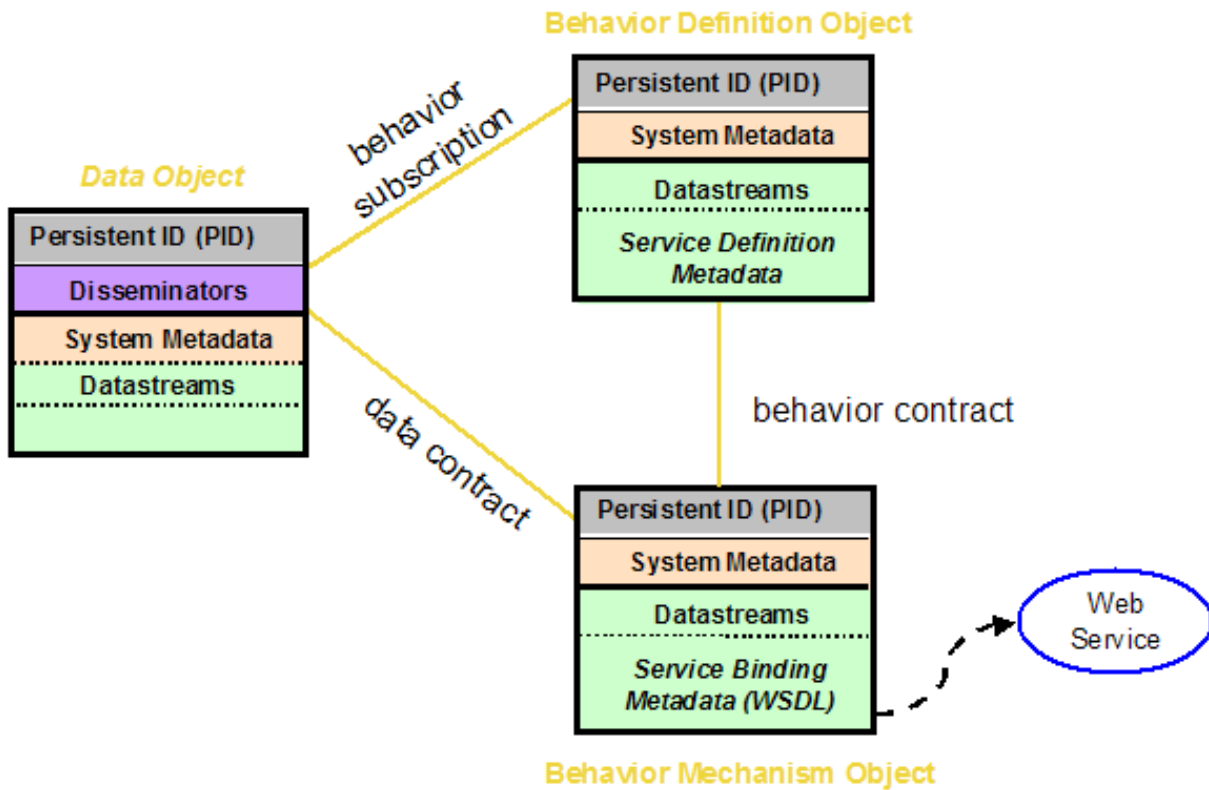 Behavior Definition Object
Persistent ID (PID)
System Metadata
Datastreams
Service Definition
Metadata
behavior
subscription
Data Object
Persistent ID (PID)
Disseminators
System Metadata
Datastreams
data contract
behavior contract
Persistent ID (PID)
System Metadata
Datastreams
Service Binding
Metadata (WSDL)
Web
Service
Behavior Mechanism Object